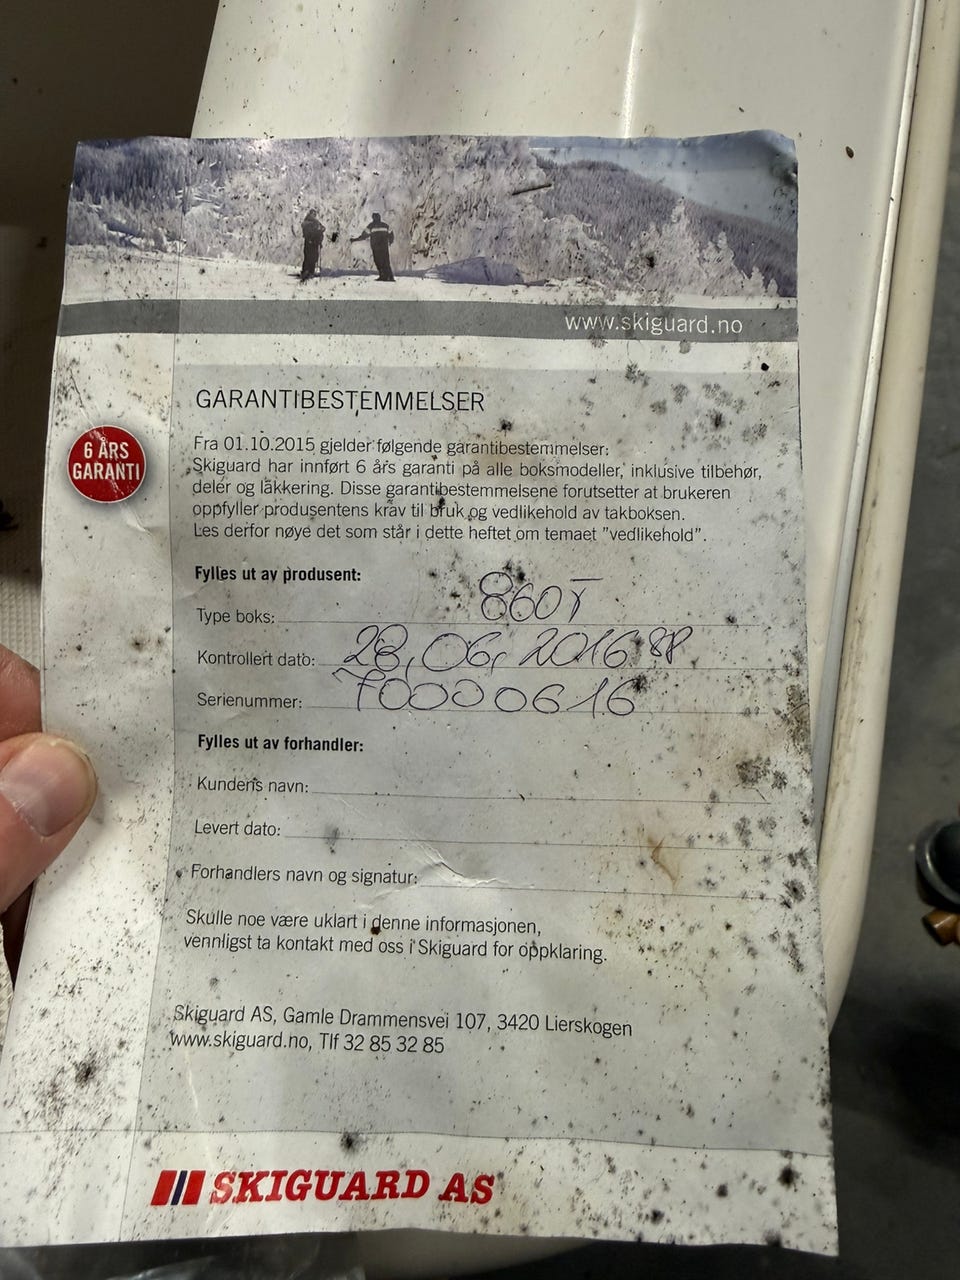 www.skiguard.no
GARANTIBESTEMMELSER
6 ÅRS
GARANTI
Fra 01.10.2015 gjelder følgende garantibestemmelser:
Skiguard har innført 6 års garanti på alle boksmodeller, inklusive tilbehør,
deler og lakkering. Disse garantibestemmelsene forutsetter at brukeren
oppfyller produsentens krav til bruk og vedlikehold av takboksen.
Les derfor nøye det som står i dette heftet om temaet "vedlikehold".
Fylles ut av produsent:
Type boks: 860T
Kontrollert dato: 28.06.2016
Serienummer: 70000616
Fylles ut av forhandler:
Kundens navn:
Levert dato:
Forhandlers navn og signatur:
Skulle noe være uklart i denne informasjonen,
vennligst ta kontakt med oss i Skiguard for oppklaring.
Skiguard AS, Gamle Drammensvei 107, 3420 Lierskogen
www.skiguard.no, Tlf 32 85 32 85
SKIGUARD AS